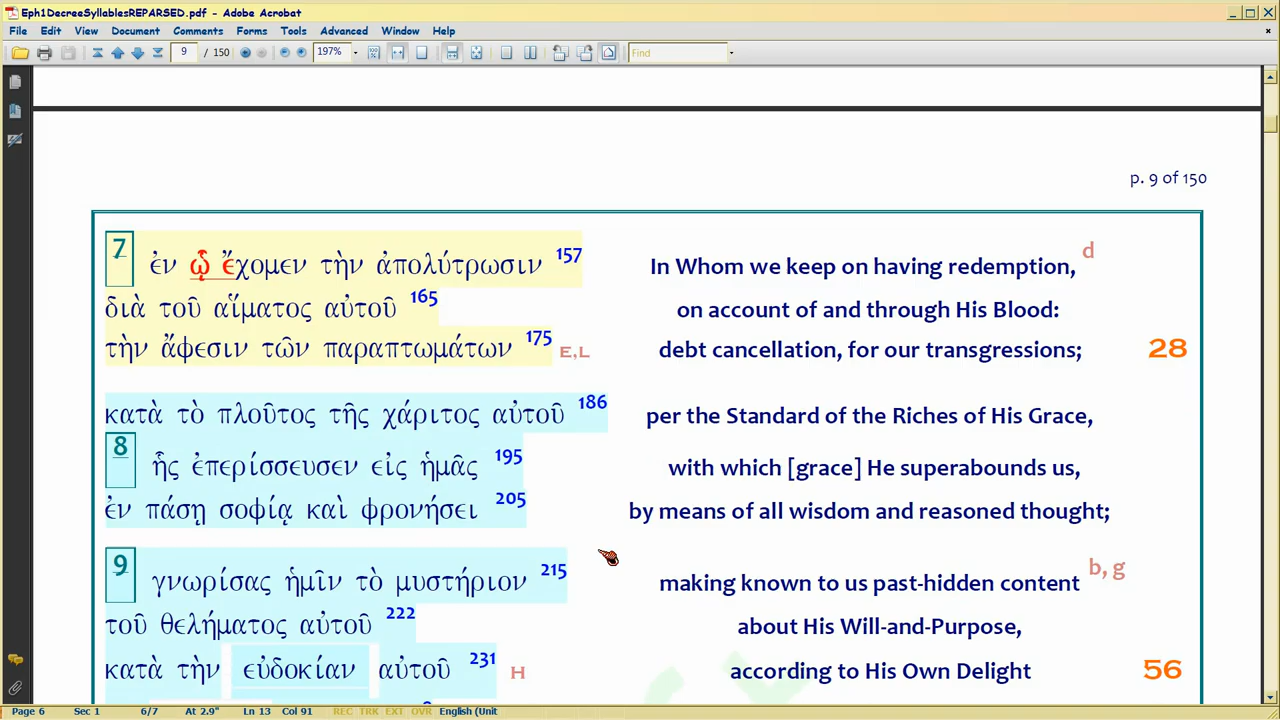 Eph1DecreeSyllablesREPARSED.pdf - Adobe Acrobat
File Edit View Document Comments Forms Tools Advanced Window Help
9 / 150 197% Find
p. 9 of 150
7 ἐν ᾧ ἔχομεν τὴν ἀπολύτρωσιν 157 In Whom we keep on having redemption, d
διὰ τοῦ αἵματος αὐτοῦ 165 on account of and through His Blood:
τὴν ἄφεσιν τῶν παραπτωμάτων 175 E,L debt cancellation, for our transgressions; 28
κατὰ τὸ πλοῦτος τῆς χάριτος αὐτοῦ 186 per the Standard of the Riches of His Grace,
8 ἧς ἐπερίσσευσεν εἰς ἡμᾶς 195 with which [grace] He superabounds us,
ἐν πάσῃ σοφίᾳ καὶ φρονήσει 205 by means of all wisdom and reasoned thought;
9 γνωρίσας ἡμῖν τὸ μυστήριον 215 making known to us past-hidden content b, g
τοῦ θελήματος αὐτοῦ 222 about His Will-and-Purpose,
κατὰ τὴν εὐδοκίαν αὐτοῦ 231 H according to His Own Delight 56
Page 6 Sec 1 6/7 At 2.9" Ln 13 Col 91 REC TRK EXT OVR English (Unit